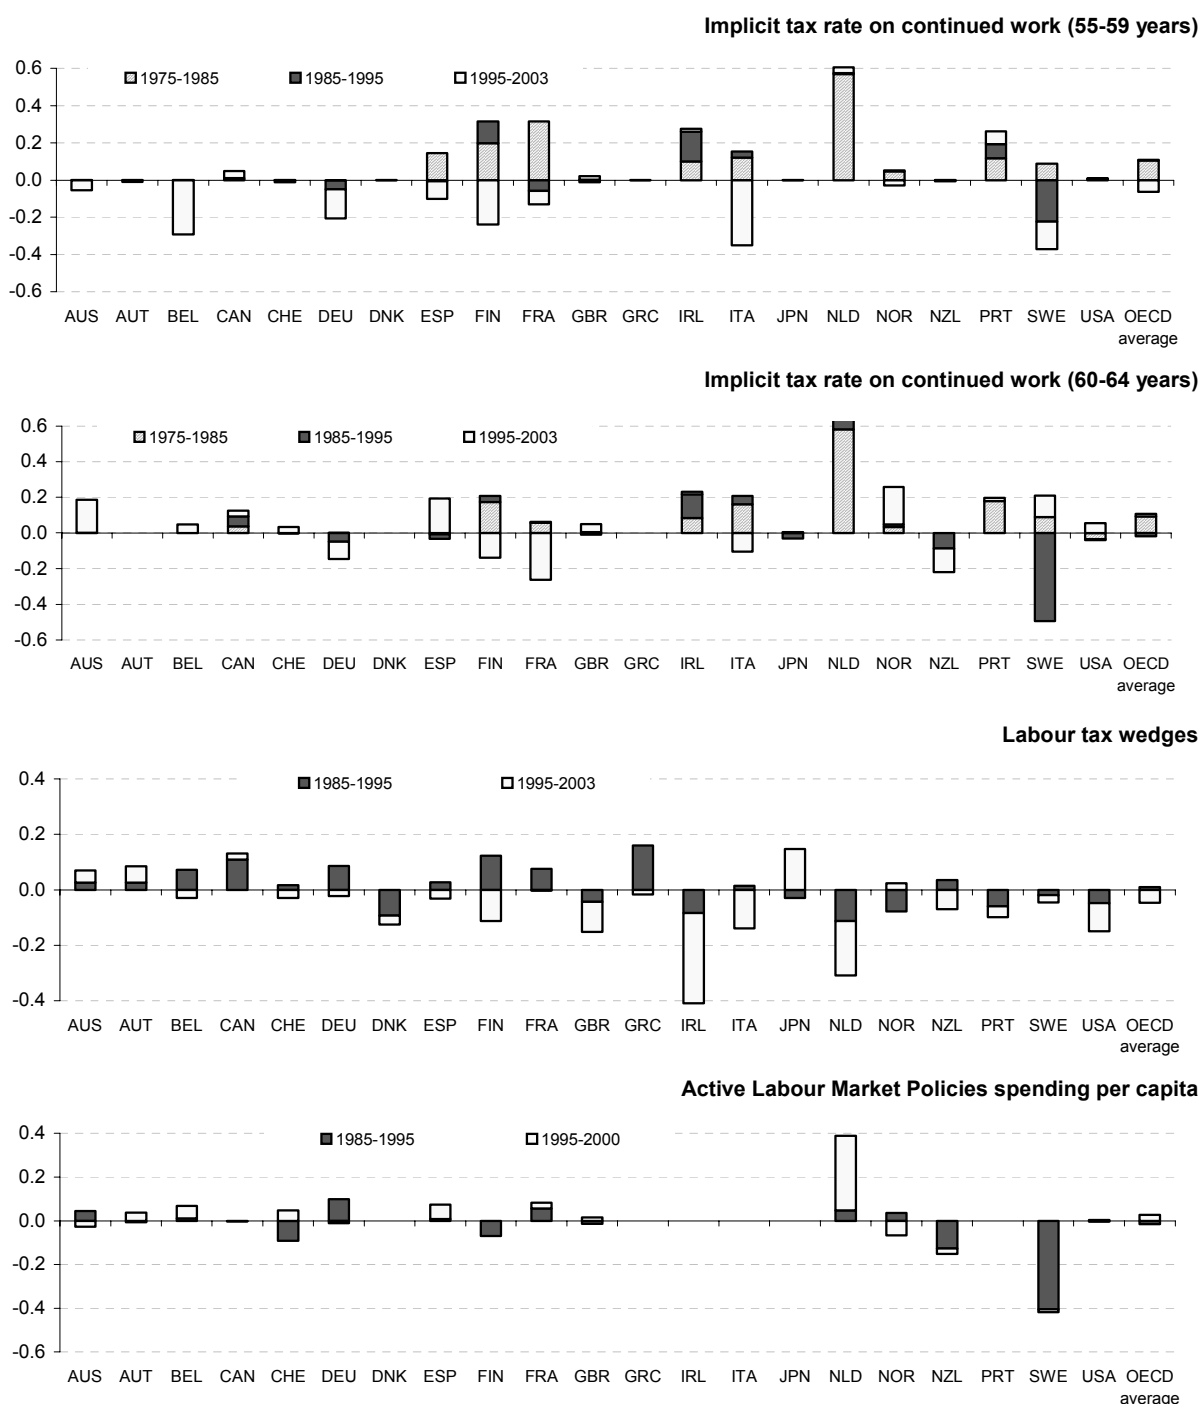 Implicit tax rate on continued work (55-59 years)
1975-1985 1985-1995 1995-2003
0.6
0.4
0.2
0.0
-0.2
-0.4
-0.6
AUS AUT BEL CAN CHE DEU DNK ESP FIN FRA GBR GRC IRL ITA JPN NLD NOR NZL PRT SWE USA OECD
average
Implicit tax rate on continued work (60-64 years)
1975-1985 1985-1995 1995-2003
0.6
0.4
0.2
0.0
-0.2
-0.4
-0.6
AUS AUT BEL CAN CHE DEU DNK ESP FIN FRA GBR GRC IRL ITA JPN NLD NOR NZL PRT SWE USA OECD
average
Labour tax wedges
1985-1995 1995-2003
0.4
0.2
0.0
-0.2
-0.4
AUS AUT BEL CAN CHE DEU DNK ESP FIN FRA GBR GRC IRL ITA JPN NLD NOR NZL PRT SWE USA OECD
average
Active Labour Market Policies spending per capita
1985-1995 1995-2000
0.4
0.2
0.0
-0.2
-0.4
-0.6
AUS AUT BEL CAN CHE DEU DNK ESP FIN FRA GBR GRC IRL ITA JPN NLD NOR NZL PRT SWE USA OECD
average